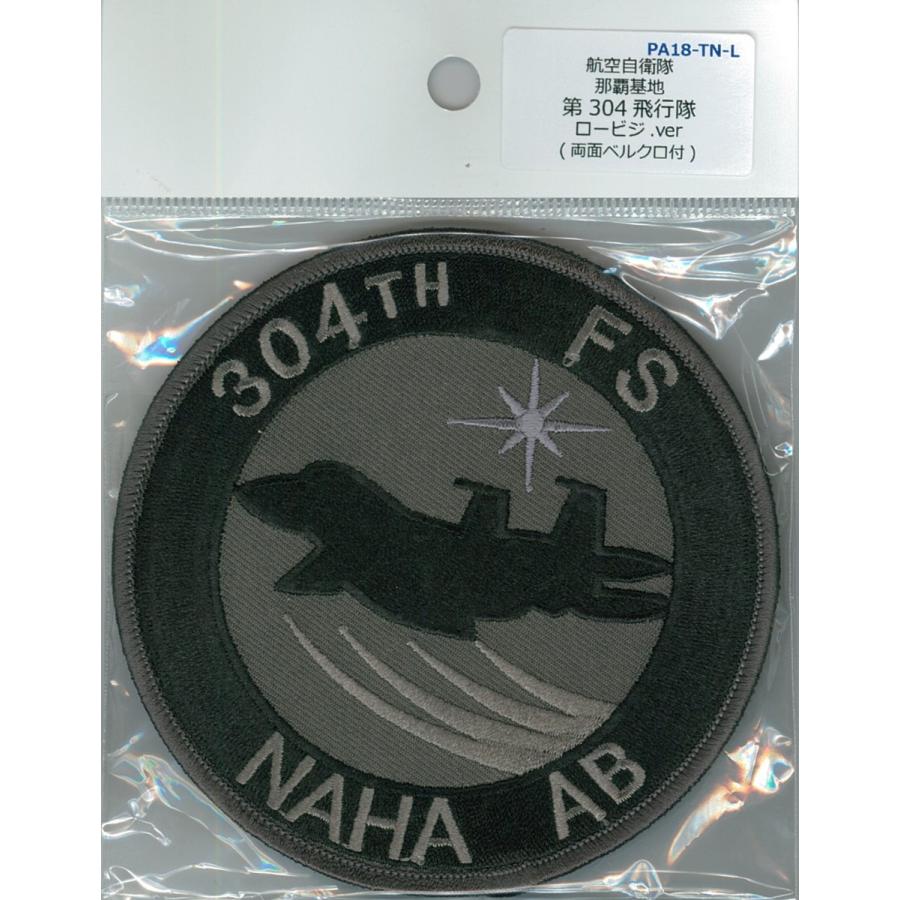 PA18-TN-L
航空自衛隊
那覇基地
第 304 飛行隊
ロービジ .ver
( 両面ベルクロ付 )
304TH FS
NAHA AB